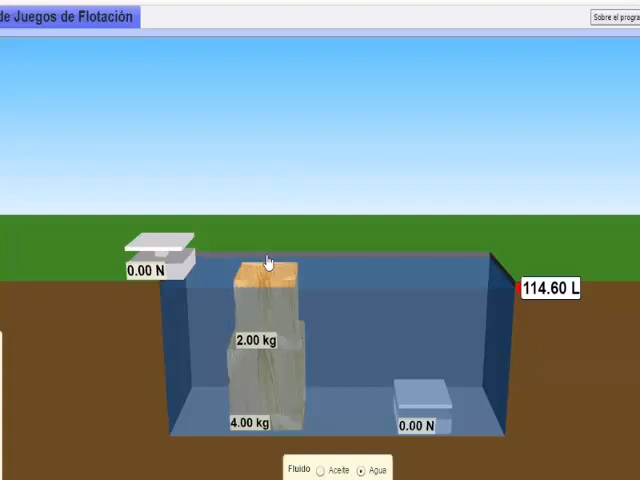 de Juegos de Flotación
Sobre el progra
0.00 N
114.60 L
2.00 kg
4.00 kg
0.00 N
Fluido Aceite Agua